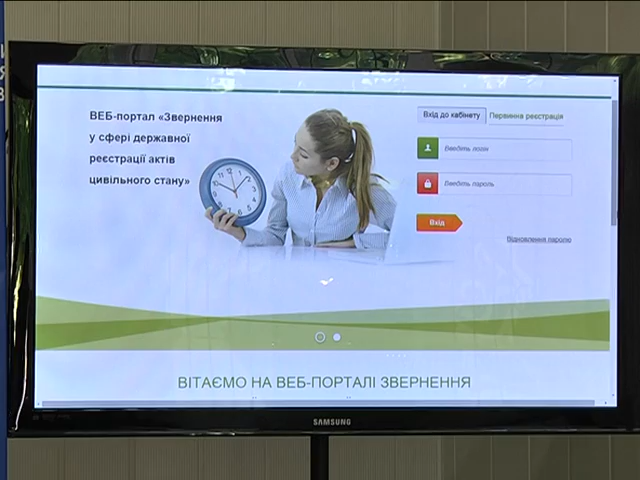 И
Я
В
ВЕБ-портал «Звернення
у сфері державної
реєстрації актів
цивільного стану»
Вхід до кабінету
Первинна реєстрація
Введіть логін
Введіть пароль
Вхід
Відновлення паролю
ВІТАЄМО НА ВЕБ-ПОРТАЛІ ЗВЕРНЕННЯ
SAMSUNG